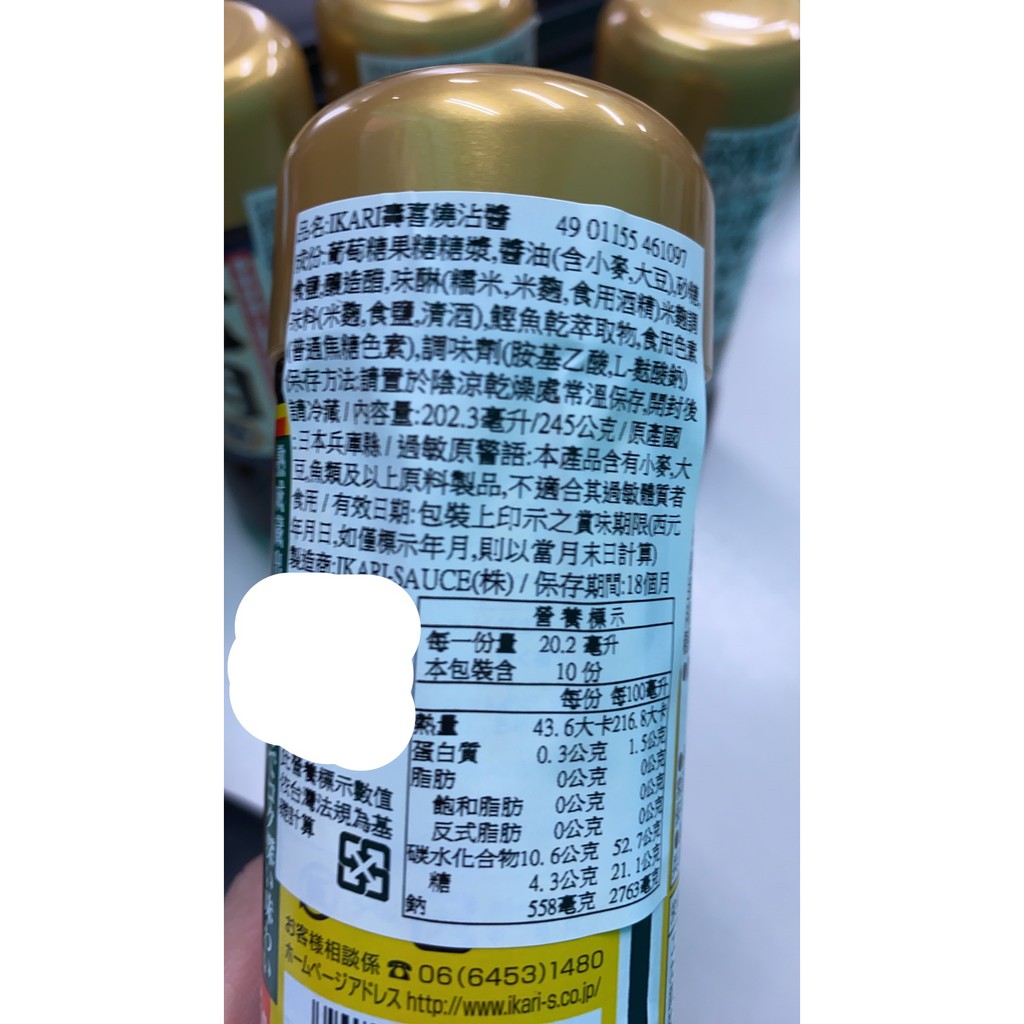 品名:IKARI壽喜燒沾醬 49 01155 461097
成份:葡萄糖果糖糖漿,醬油(含小麥,大豆),砂糖,
食鹽,釀造醋,味醂(糯米,米麴,食用酒精)米麴調
味料(米麴,食鹽,清酒),鰹魚乾萃取物,食用色素
(普通焦糖色素),調味劑(胺基乙酸,L-麩酸鈉)
保存方法:請置於陰涼乾燥處常溫保存,開封後
請冷藏/內容量:202.3毫升/245公克/原產國
:日本兵庫縣/過敏原警語:本產品含有小麥,大
豆,魚類及以上原料製品,不適合其過敏體質者
食用/有效日期:包裝上印示之賞味期限(西元
年月日,如僅標示年月,則以當月末日計算)
製造商:IKARI-SAUCE(株)/保存期間:18個月
營養標示
每一份量 20.2 毫升
本包裝含 10 份
每份 每100毫升
熱量 43.6大卡 216.8大卡
蛋白質 0.3公克 1.5公克
脂肪 0公克 0公克
飽和脂肪 0公克 0公克
反式脂肪 0公克 0公克
碳水化合物 10.6公克 52.7公克
糖 4.3公克 21.1公克
鈉 558毫克 2763毫克
此營養標示數值
依台灣法規為基
礎計算
お客様相談係 ☎ 06(6453)1480
ホームページアドレス http://www.ikari-s.co.jp/